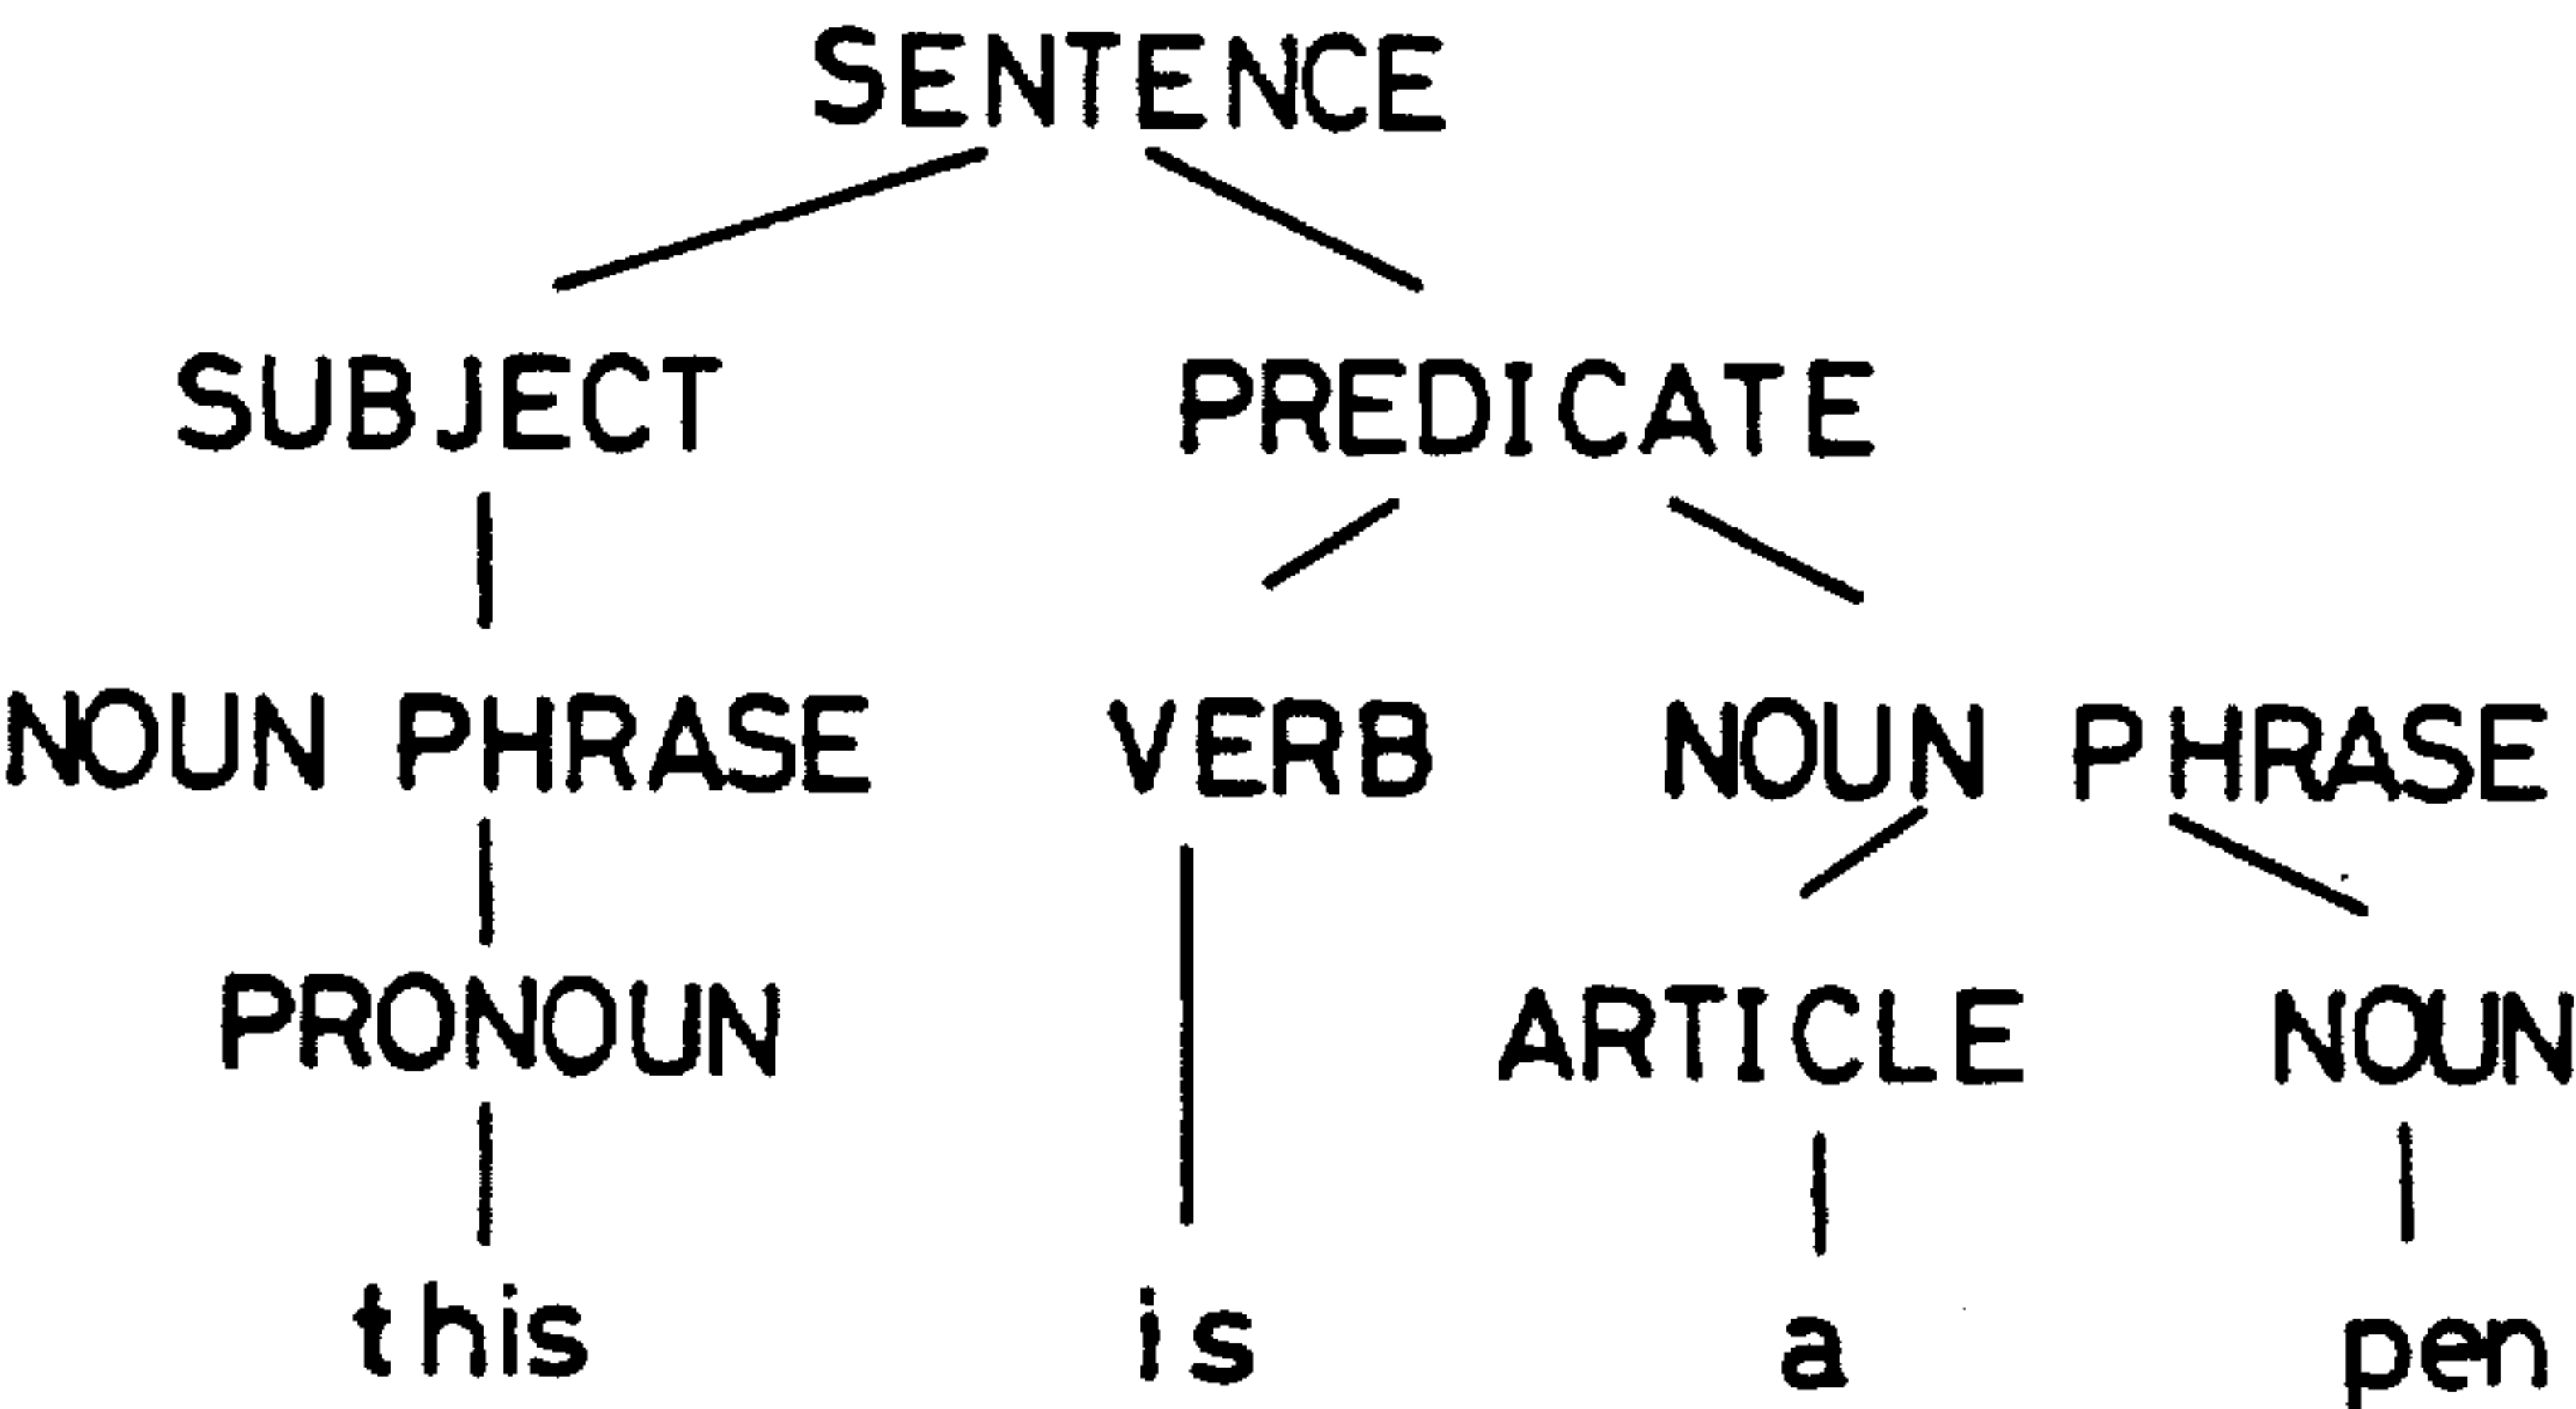 SENTENCE
SUBJECT PREDICATE
NOUN PHRASE VERB NOUN PHRASE
PRONOUN ARTICLE NOUN
this is a pen